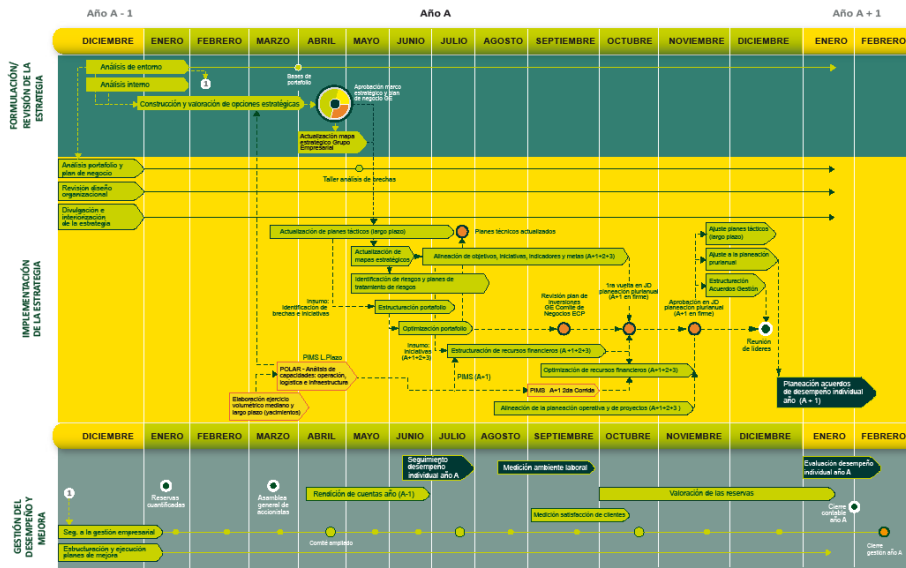 Año A - 1
Año A
Año A + 1
DICIEMBRE
ENERO
FEBRERO
MARZO
ABRIL
MAYO
JUNIO
JULIO
AGOSTO
SEPTIEMBRE
OCTUBRE
NOVIEMBRE
DICIEMBRE
ENERO
FEBRERO
FORMULACIÓN/
REVISIÓN DE LA
ESTRATEGIA
Análisis de entorno
Análisis interno
1
Bases de
portafolio
Construcción y valoración de opciones estratégicas
Aprobación marco
estratégico y plan
de negocio GE
Actualización mapa
estratégico Grupo
Empresarial
IMPLEMENTACIÓN
DE LA ESTRATEGIA
Análisis portafolio y
plan de negocio
Taller análisis de brechas
Revisión diseño
organizacional
Divulgación e
interiorización
de la estrategia
Actualización de planes tácticos (largo plazo)
Planes técnicos actualizados
Actualización de
mapas estratégicos
Alineación de objetivos, iniciativas, indicadores y metas (A+1+2+3)
Identificación de riesgos y planes de
tratamiento de riesgos
Insumo:
Identificación de
brechas e iniciativas
Estructuración portafolio
Optimización portafolio
Revisión plan de
inversiones
GE Comité de
Negocios ECP
1ra vuelta en JD
planeación plurianual
(A+1 en firme)
Aprobación en JD
planeación plurianual
(A+1 en firme)
Ajuste planes tácticos
(largo plazo)
Ajuste a la planeación
plurianual
Estructuración
Acuerdos Gestión
Reunión
de líderes
Insumo:
Iniciativas
(A+1+2+3)
Estructuración de recursos financieros (A +1+2+3)
Optimización de recursos financieros (A+1+2+3)
PIMS L.Plazo
POLAR - Análisis de
capacidades: operación,
logística e infraestructura
PIMS (A+1)
PIMS A+1 2da Corrida
Elaboración ejercicio
volumétrico mediano y
largo plazo (yacimientos)
Alineación de la planeación operativa y de proyectos (A+1+2+3 )
Planeación acuerdos
de desempeño individual
año (A + 1)
DICIEMBRE
ENERO
FEBRERO
MARZO
ABRIL
MAYO
JUNIO
JULIO
AGOSTO
SEPTIEMBRE
OCTUBRE
NOVIEMBRE
DICIEMBRE
ENERO
FEBRERO
GESTIÓN DEL
DESEMPEÑO Y
MEJORA
Seguimiento
desempeño
individual año A
Medición ambiente laboral
Evaluación desempeño
individual año A
1
Reservas
cuantificadas
Asamblea
general de
accionistas
Rendición de cuentas año (A-1)
Valoración de las reservas
Cierre
contable
año A
Medición satisfacción de clientes
Seg. a la gestión empresarial
Comité ampliado
Cierre
gestión año A
Estructuración y ejecución
planes de mejora